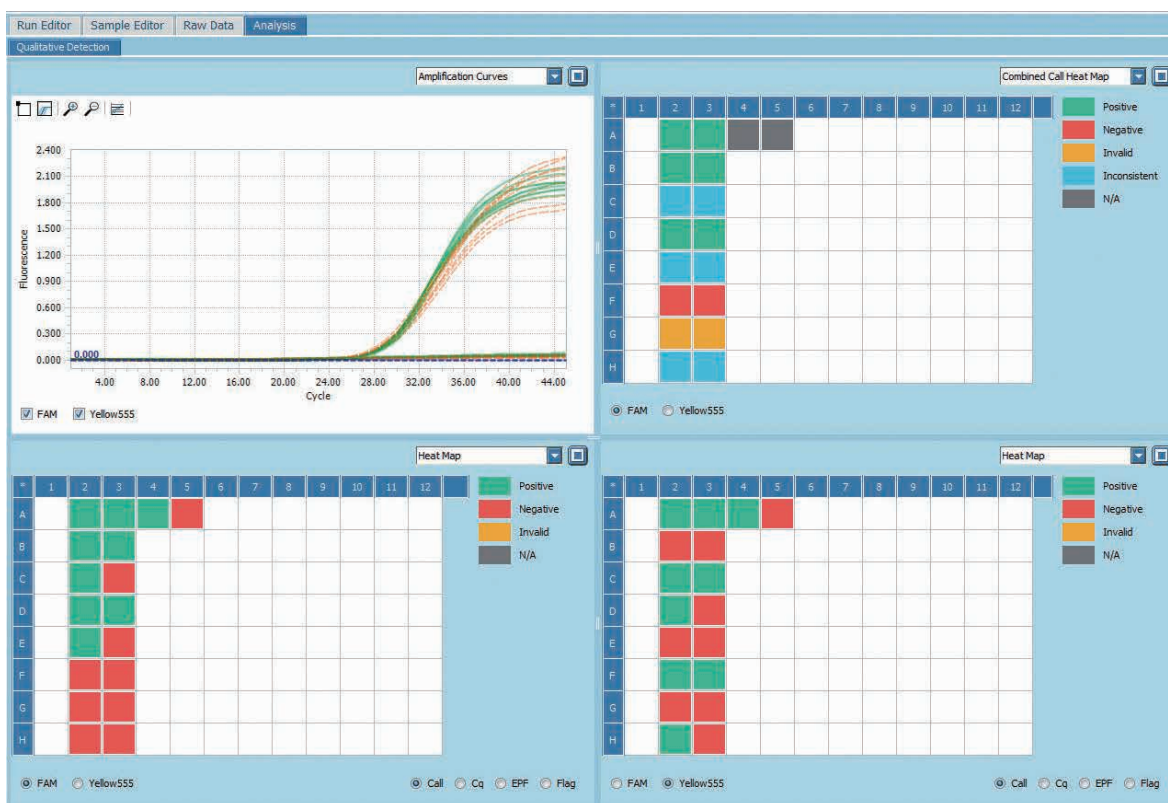 Run Editor Sample Editor Raw Data Analysis
Qualitative Detection
Amplification Curves
2.400
2.100
1.800
1.500
1.200
0.900
0.600
0.300
0.000
Fluorescence
0.000
4.00 8.00 12.00 16.00 20.00 24.00 28.00 32.00 36.00 40.00 44.00
Cycle
FAM Yellow555
Combined Call Heat Map
* 1 2 3 4 5 6 7 8 9 10 11 12
A
B
C
D
E
F
G
H
Positive
Negative
Invalid
Inconsistent
N/A
FAM Yellow555
Heat Map
* 1 2 3 4 5 6 7 8 9 10 11 12
A
B
C
D
E
F
G
H
Positive
Negative
Invalid
N/A
FAM Yellow555 Call Cq EPF Flag
Heat Map
* 1 2 3 4 5 6 7 8 9 10 11 12
A
B
C
D
E
F
G
H
Positive
Negative
Invalid
N/A
FAM Yellow555 Call Cq EPF Flag